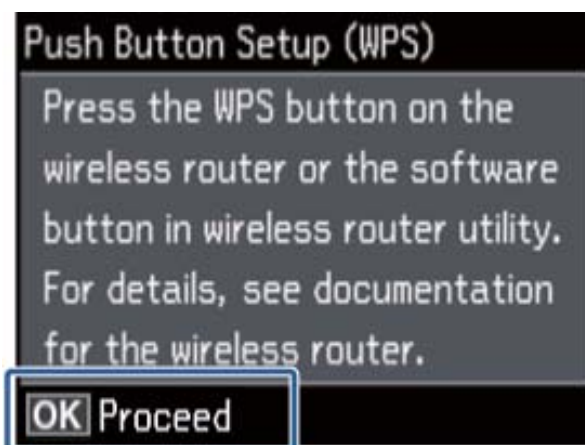 Push Button Setup (WPS)
Press the WPS button on the
wireless router or the software
button in wireless router utility.
For details, see documentation
for the wireless router.
OK Proceed